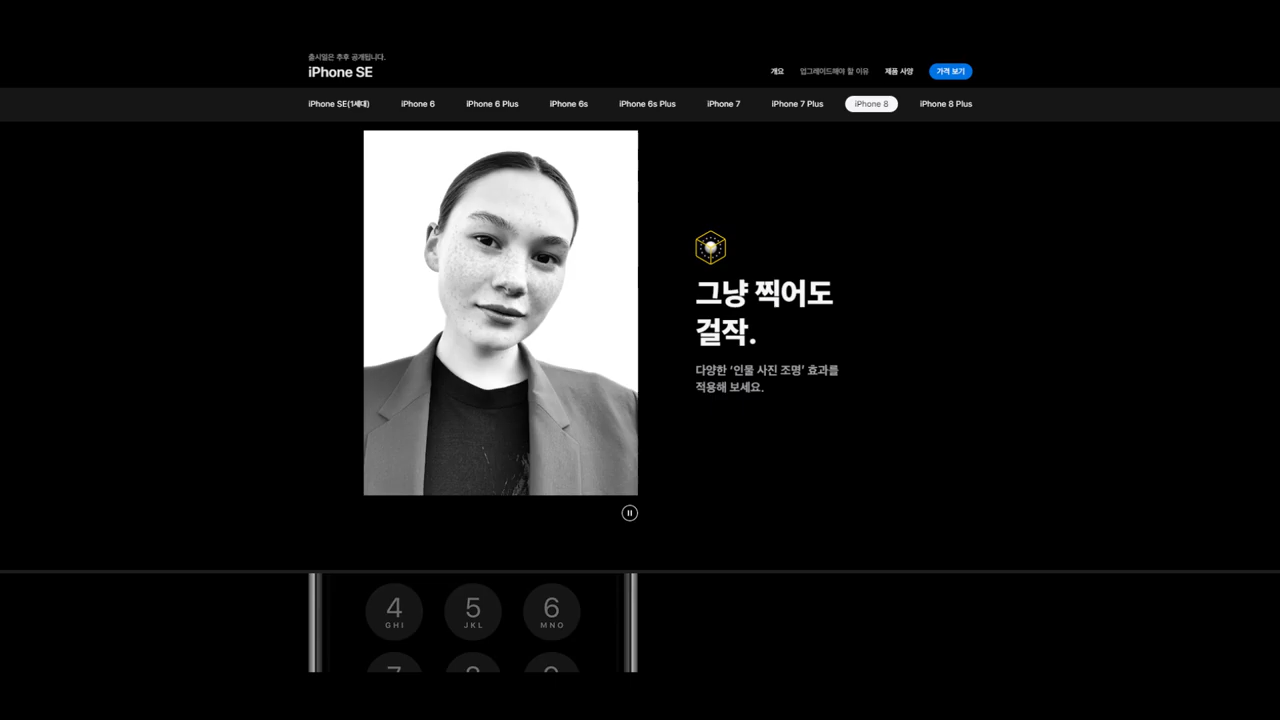 출시일은 추후 공개됩니다.
iPhone SE
개요 업그레이드해야 할 이유 제품 사양 가격 보기
iPhone SE(1세대) iPhone 6 iPhone 6 Plus iPhone 6s iPhone 6s Plus iPhone 7 iPhone 7 Plus iPhone 8 iPhone 8 Plus
그냥 찍어도
걸작.
다양한 ‘인물 사진 조명’ 효과를
적용해 보세요.
4 5 6
GHI JKL MNO
7 8 9